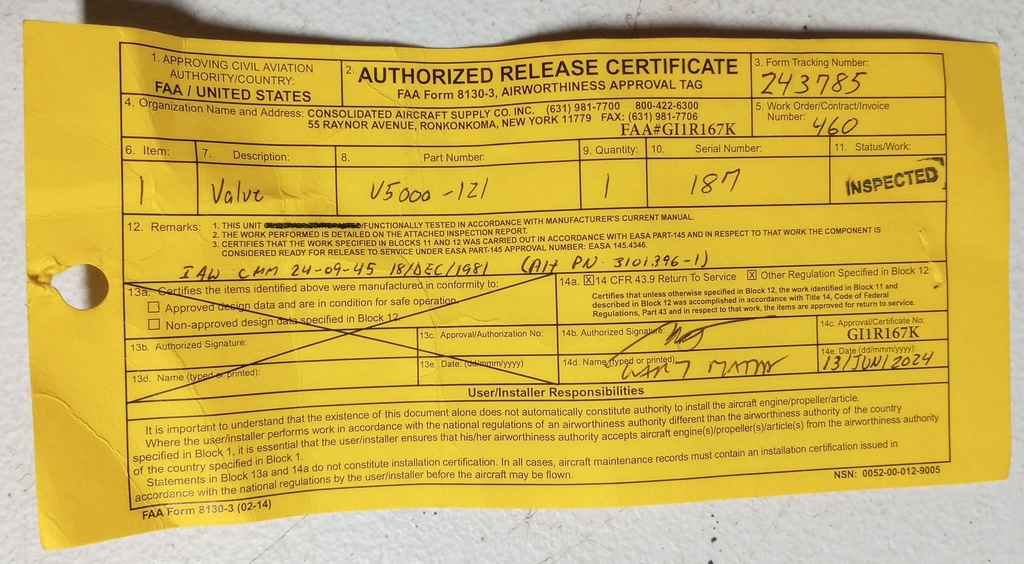 1. APPROVING CIVIL AVIATION AUTHORITY/COUNTRY:
FAA / UNITED STATES
2. AUTHORIZED RELEASE CERTIFICATE
FAA Form 8130-3, AIRWORTHINESS APPROVAL TAG
3. Form Tracking Number:
243785
4. Organization Name and Address: CONSOLIDATED AIRCRAFT SUPPLY CO. INC. (631) 981-7700 800-422-6300
55 RAYNOR AVENUE, RONKONKOMA, NEW YORK 11779 FAX: (631) 981-7706
FAA#GI1R167K
5. Work Order/Contract/Invoice
Number: 460
6. Item: 7. Description: 8. Part Number: 9. Quantity: 10. Serial Number: 11. Status/Work:
1 Valve V5000-121 1 187 INSPECTED
12. Remarks: 1. THIS UNIT /FUNCTIONALLY TESTED IN ACCORDANCE WITH MANUFACTURER'S CURRENT MANUAL.
2. THE WORK PERFORMED IS DETAILED ON THE ATTACHED INSPECTION REPORT.
3. CERTIFIES THAT THE WORK SPECIFIED IN BLOCKS 11 AND 12 WAS CARRIED OUT IN ACCORDANCE WITH EASA PART-145 AND IN RESPECT TO THAT WORK THE COMPONENT IS
CONSIDERED READY FOR RELEASE TO SERVICE UNDER EASA PART-145 APPROVAL NUMBER: EASA 145.4346.
IAW CMM 24-09-45 18/DEC/1981 (Alt PN: 3101396-1)
13a. Certifies the items identified above were manufactured in conformity to:
☐ Approved design data and are in condition for safe operation.
☐ Non-approved design data specified in Block 12.
14a. ☒ 14 CFR 43.9 Return To Service ☒ Other Regulation Specified in Block 12
Certifies that unless otherwise specified in Block 12, the work identified in Block 11 and
described in Block 12 was accomplished in accordance with Title 14, Code of Federal
Regulations, Part 43 and in respect to that work, the items are approved for return to service.
13b. Authorized Signature:
13c. Approval/Authorization No:
14b. Authorized Signature:
14c. Approval/Certificate No:
GI1R167K
13d. Name (typed or printed):
13e. Date (dd/mmm/yyyy):
14d. Name (typed or printed):
14e. Date (dd/mmm/yyyy):
13/JUN/2024
User/Installer Responsibilities
It is important to understand that the existence of this document alone does not automatically constitute authority to install the aircraft engine/propeller/article.
Where the user/installer performs work in accordance with the national regulations of an airworthiness authority different than the airworthiness authority of the country
specified in Block 1, it is essential that the user/installer ensures that his/her airworthiness authority accepts aircraft engine(s)/propeller(s)/article(s) from the airworthiness authority
of the country specified in Block 1.
Statements in Block 13a and 14a do not constitute installation certification. In all cases, aircraft maintenance records must contain an installation certification issued in
accordance with the national regulations by the user/installer before the aircraft may be flown.
FAA Form 8130-3 (02-14)
NSN: 0052-00-012-9005